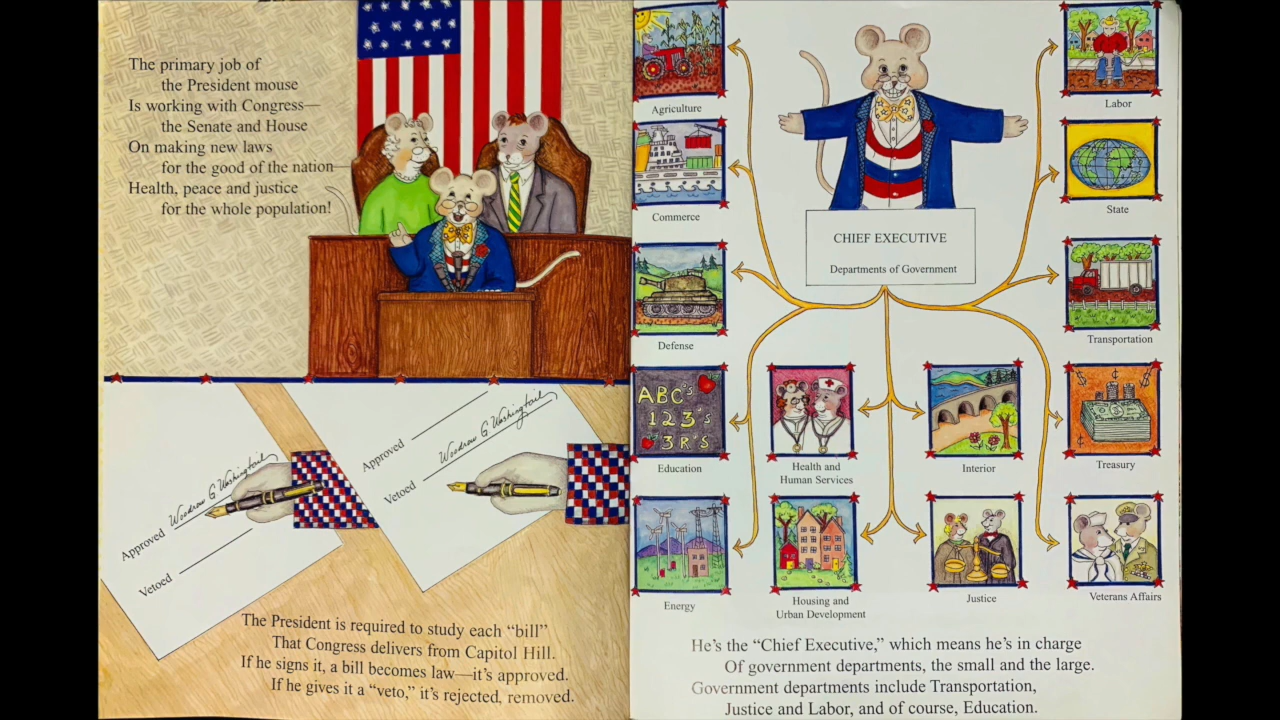 The primary job of
the President mouse
Is working with Congress—
the Senate and House
On making new laws
for the good of the nation—
Health, peace and justice
for the whole population!
Approved Woodrow G Washingtail
Vetoed
Approved
Vetoed Woodrow G Washingtail
The President is required to study each “bill”
That Congress delivers from Capitol Hill.
If he signs it, a bill becomes law—it’s approved.
If he gives it a “veto,” it’s rejected, removed.
Agriculture
Commerce
Defense
ABC's
123's
3R'S
Education
Energy
CHIEF EXECUTIVE
Departments of Government
Health and
Human Services
Housing and
Urban Development
Interior
Justice
Labor
State
Transportation
Treasury
Veterans Affairs
He’s the “Chief Executive,” which means he’s in charge
Of government departments, the small and the large.
Government departments include Transportation,
Justice and Labor, and of course, Education.